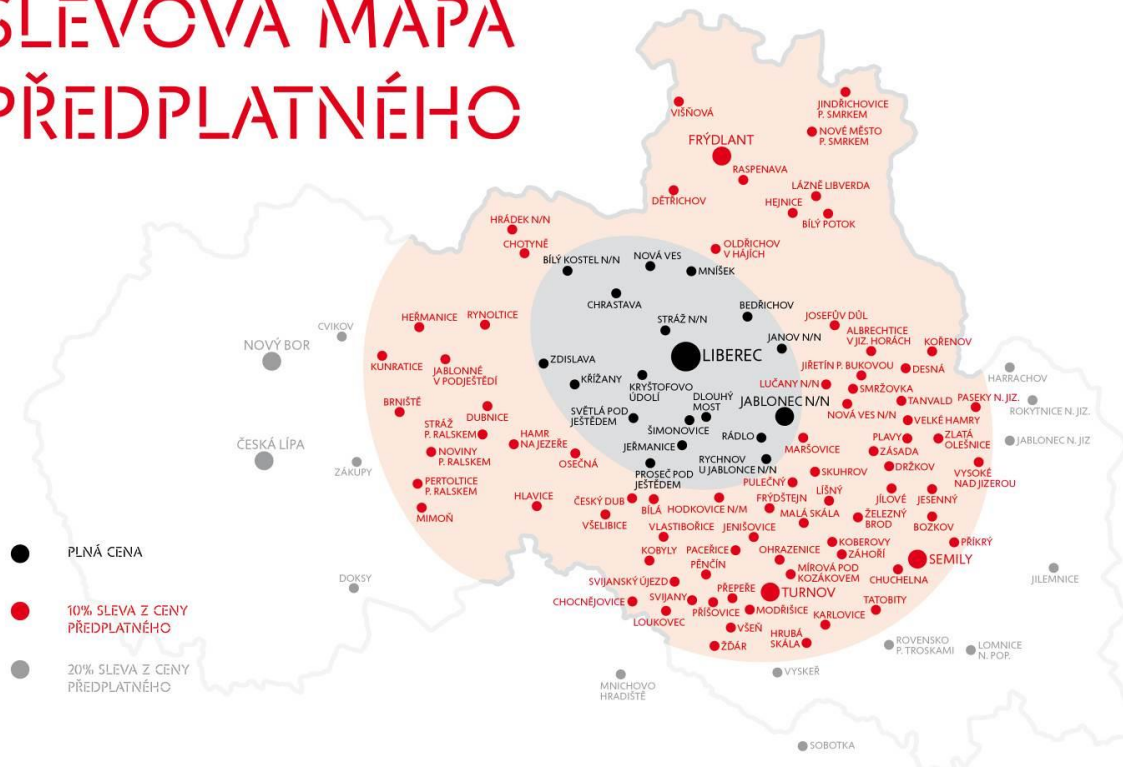 SLEVOVÁ MAPA
PŘEDPLATNÉHO
VIŠŇOVÁ
JINDŘICHOVICE
P. SMRKEM
NOVÉ MĚSTO
P. SMRKEM
FRÝDLANT
RASPENAVA
LÁZNĚ LIBVERDA
DĚTŘICHOV
HEJNICE
BÍLÝ POTOK
HRÁDEK N/N
CHOTYNĚ
OLDŘICHOV
V HÁJÍCH
BÍLÝ KOSTEL N/N
NOVÁ VES
MNÍŠEK
CHRASTAVA
BEDŘICHOV
STRÁŽ N/N
JANOV N/N
JOSEFŮV DŮL
ALBRECHTICE
V JIZ. HORÁCH
KOŘENOV
HEŘMANICE
RYNOLTICE
CVIKOV
NOVÝ BOR
KUNRATICE
JABLONNÉ
V PODJEŠTĚDÍ
ZDISLAVA
LIBEREC
KŘÍŽANY
KRYŠTOFOVO
ÚDOLÍ
JIŘETÍN P. BUKOVOU
DESNÁ
HARRACHOV
LUČANY N/N
SMRŽOVKA
DLOUHÝ
MOST
JABLONEC N/N
TANVALD
PASEKY N. JIZ.
ROKYTNICE N. JIZ.
BRNIŠTĚ
DUBNICE
SVĚTLÁ POD
JEŠTĚDEM
NOVÁ VES N/N
VELKÉ HAMRY
ŠIMONOVICE
RÁDLO
STRÁŽ
P. RALSKEM
HAMR
NA JEZEŘE
JEŘMANICE
MARŠOVICE
PLAVY
ZLATÁ
OLEŠNICE
JABLONEC N. JIZ
ČESKÁ LÍPA
ZÁKUPY
NOVINY
P. RALSKEM
OSEČNÁ
RYCHNOV
U JABLONCE N/N
ZÁSADA
PROSEČ POD
JEŠTĚDEM
PULEČNÝ
SKUHROV
DRŽKOV
VYSOKÉ
NAD JIZEROU
PERTOLTICE
P. RALSKEM
MIMOŇ
HLAVICE
ČESKÝ DUB
BÍLÁ
HODKOVICE N/M
FRÝDŠTEJN
LÍŠNÝ
JÍLOVÉ
JESENNÝ
VŠELIBICE
VLASTIBOŘICE
JENIŠOVICE
MALÁ SKÁLA
ŽELEZNÝ
BROD
BOZKOV
KOBYLY
PACEŘICE
OHRAZENICE
KOBEROVY
ZÁHOŘÍ
PŘÍKRÝ
SEMILY
PĚNČÍN
MÍROVÁ POD
KOZÁKOVEM
CHUCHELNA
JILEMNICE
DOKSY
SVIJANSKÝ ÚJEZD
PŘEPEŘE
TURNOV
CHOCNĚJOVICE
SVIJANY
PŘÍŠOVICE
MODŘIŠICE
TATOBITY
LOUKOVEC
KARLOVICE
VŠEŇ
HRUBÁ
SKÁLA
ŽĎÁR
ROVENSKO
P. TROSKAMI
LOMNICE
N. POP.
VYSKEŘ
MNICHOVO
HRADIŠTĚ
SOBOTKA
PLNÁ CENA
10% SLEVA Z CENY
PŘEDPLATNÉHO
20% SLEVA Z CENY
PŘEDPLATNÉHO